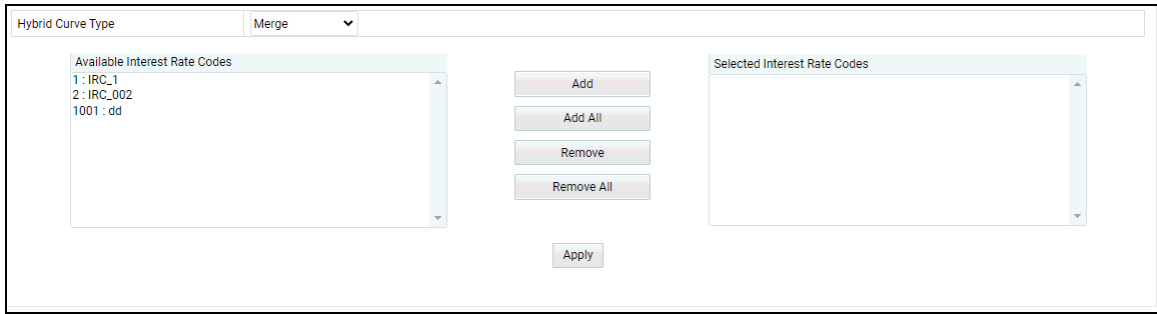 Hybrid Curve Type Merge
Available Interest Rate Codes
1 : IRC_1
2 : IRC_002
1001 : dd
Add
Add All
Remove
Remove All
Selected Interest Rate Codes
Apply